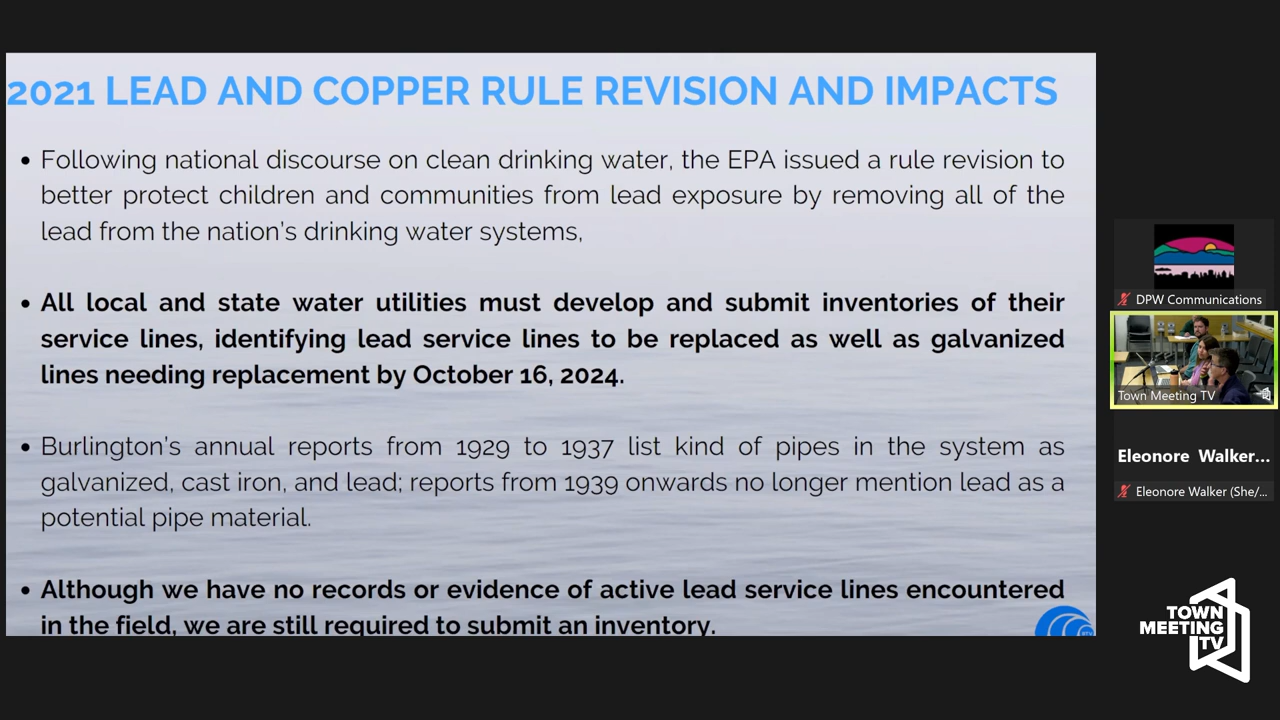 2021 LEAD AND COPPER RULE REVISION AND IMPACTS
• Following national discourse on clean drinking water, the EPA issued a rule revision to
better protect children and communities from lead exposure by removing all of the
lead from the nation's drinking water systems,
• All local and state water utilities must develop and submit inventories of their
service lines, identifying lead service lines to be replaced as well as galvanized
lines needing replacement by October 16, 2024.
• Burlington's annual reports from 1929 to 1937 list kind of pipes in the system as
galvanized, cast iron, and lead; reports from 1939 onwards no longer mention lead as a
potential pipe material.
• Although we have no records or evidence of active lead service lines encountered
in the field, we are still required to submit an inventory.
DPW Communications
Town Meeting TV
Eleonore Walker...
Eleonore Walker (She/...
TOWN
MEETING
TV